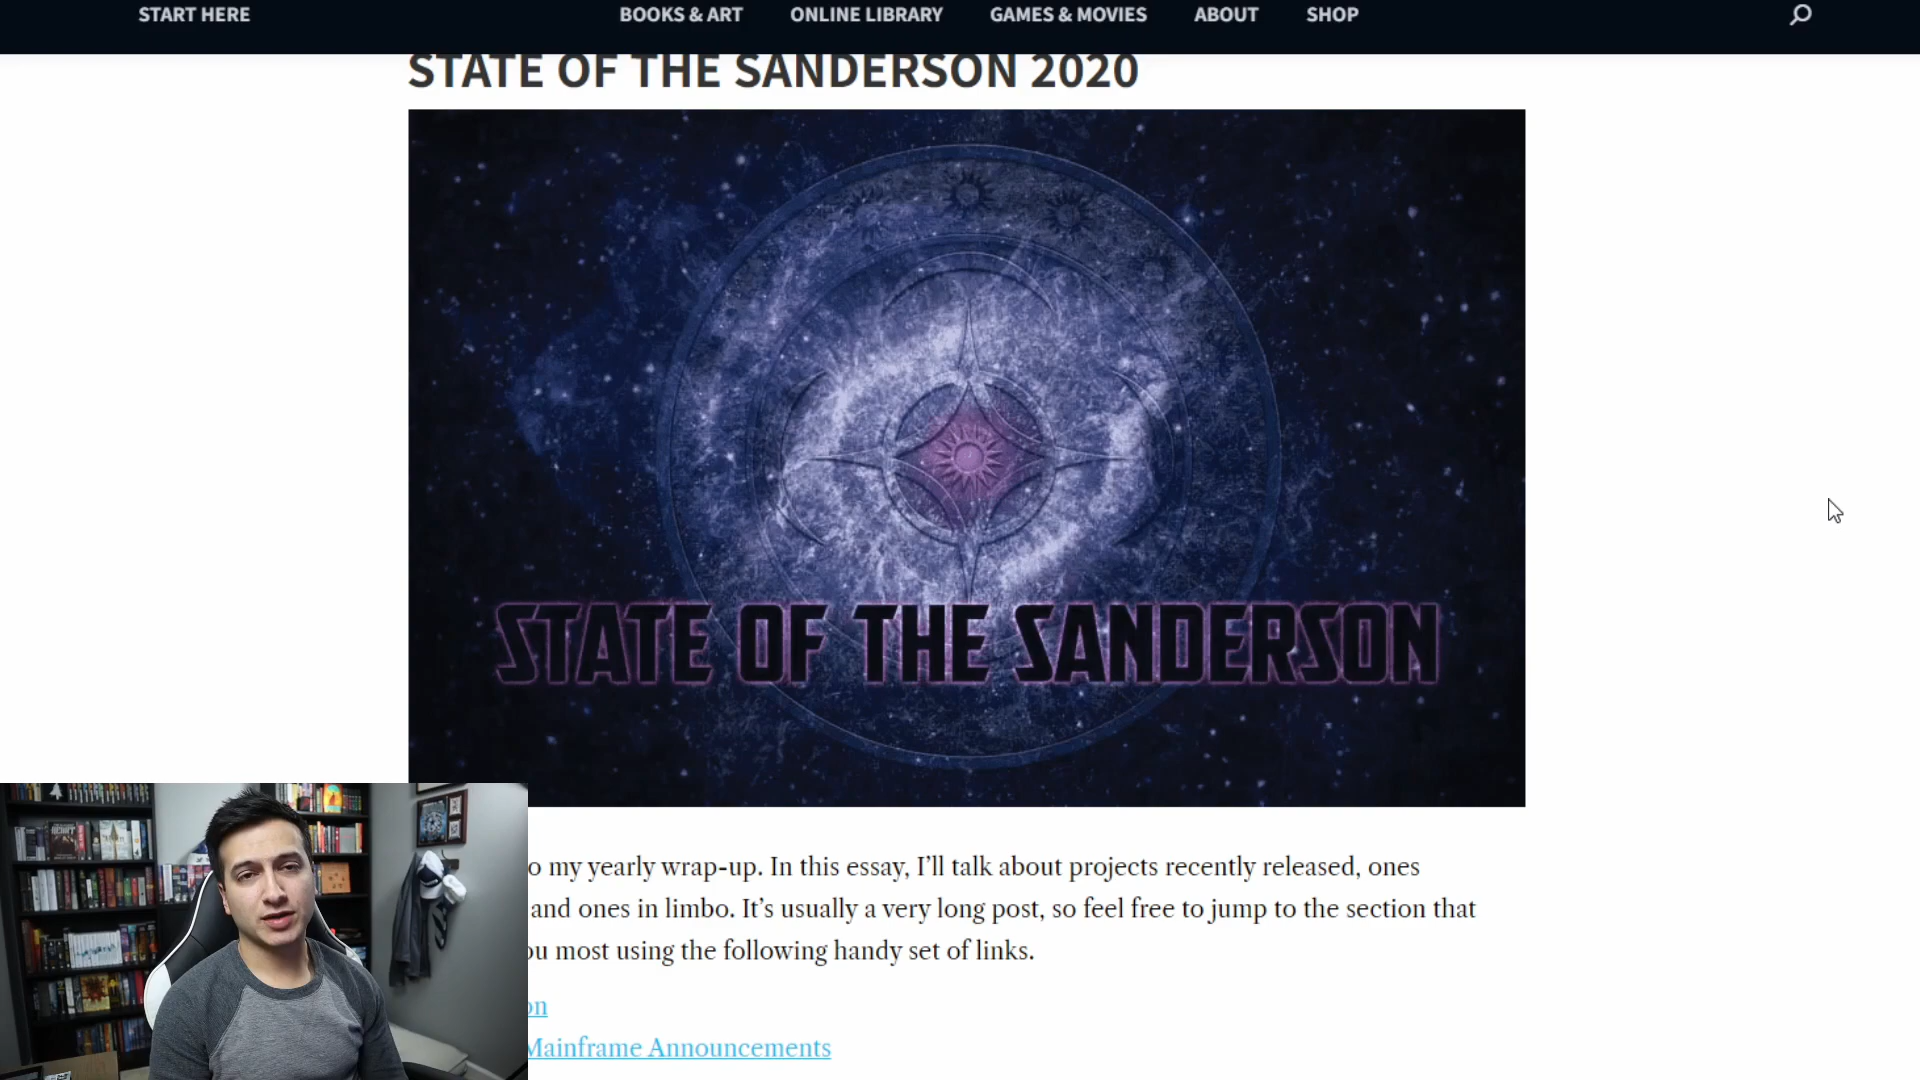 START HERE BOOKS & ART ONLINE LIBRARY GAMES & MOVIES ABOUT SHOP
STATE OF THE SANDERSON 2020
STATE OF THE SANDERSON
o my yearly wrap-up. In this essay, I’ll talk about projects recently released, ones
and ones in limbo. It’s usually a very long post, so feel free to jump to the section that
ou most using the following handy set of links.
on
Mainframe Announcements